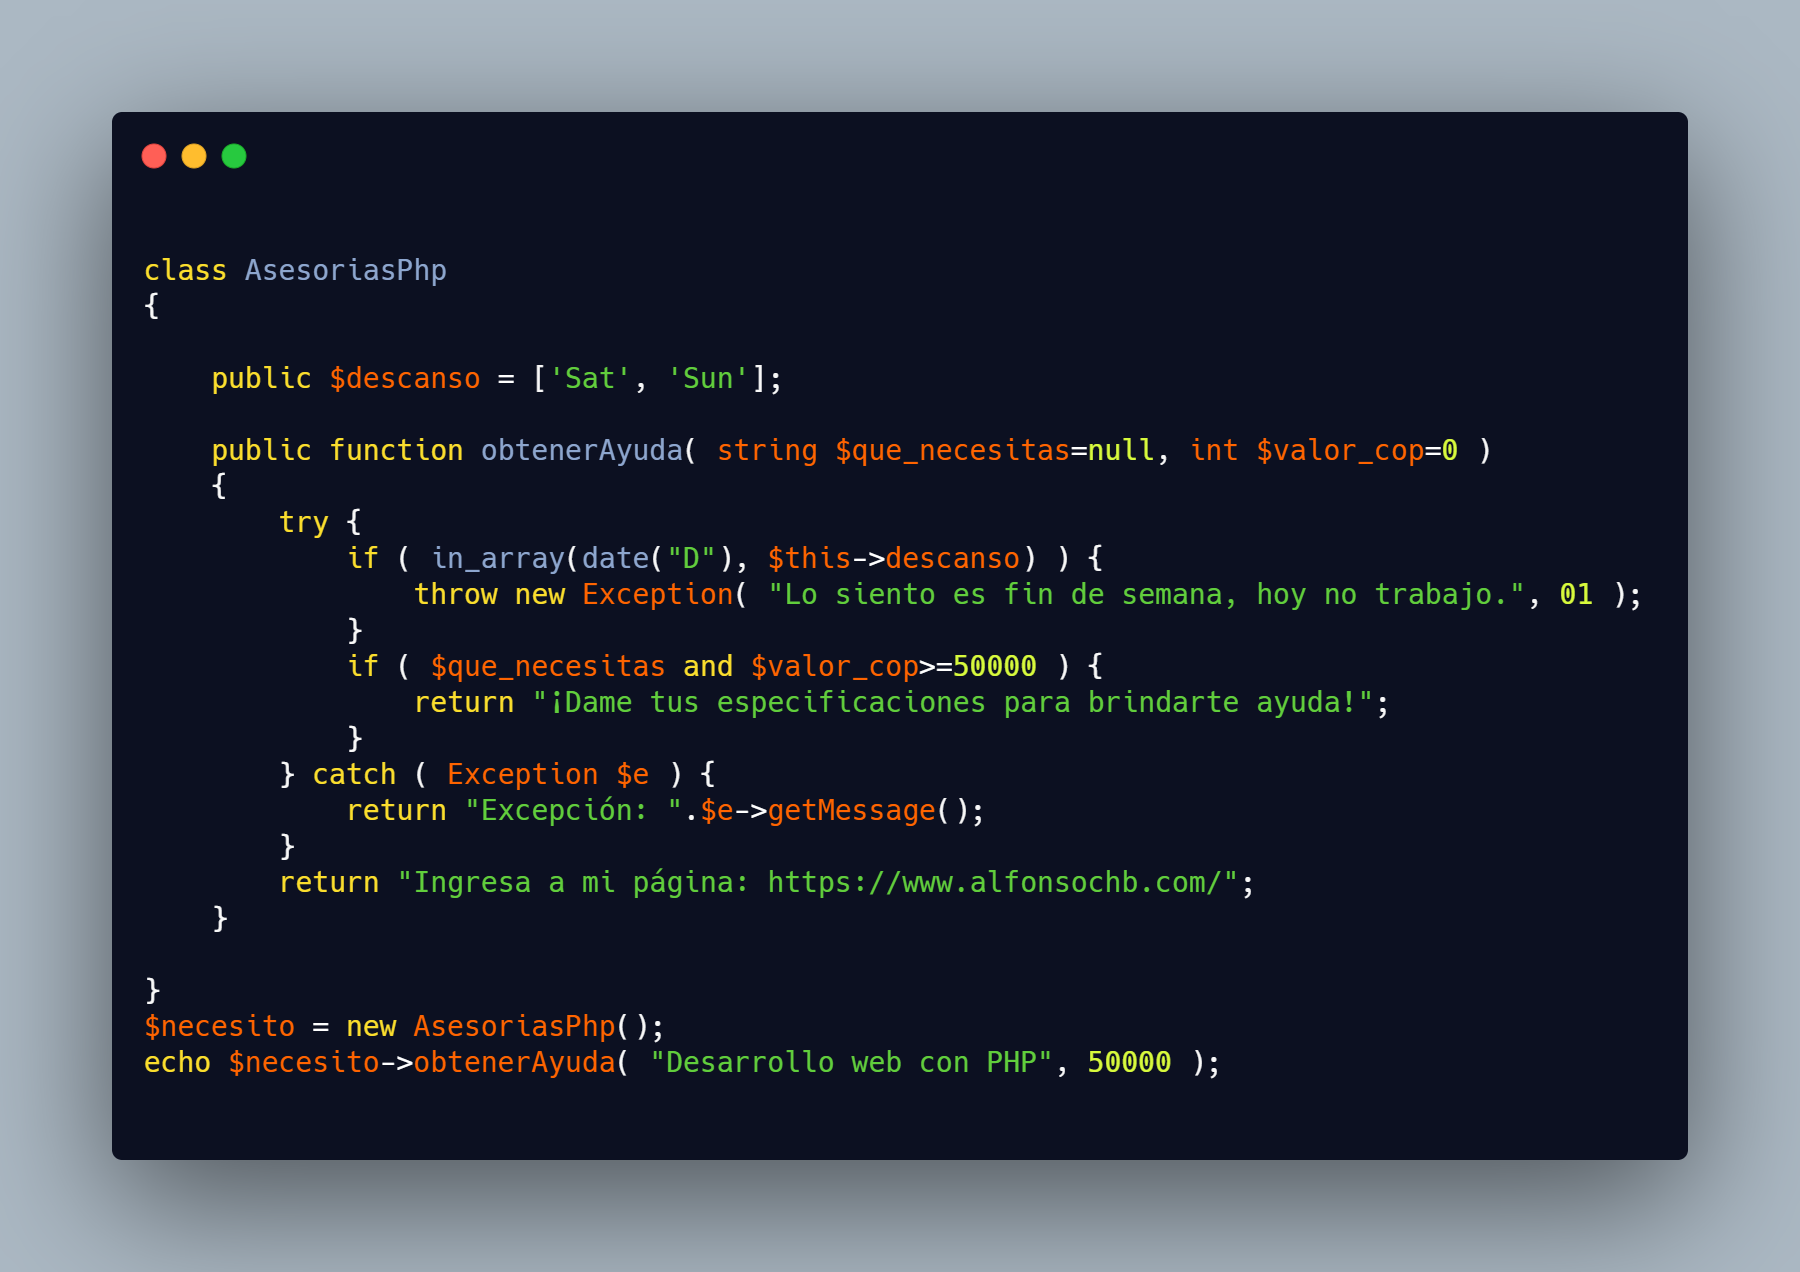 class AsesoriasPhp
{
public $descanso = ['Sat', 'Sun'];
public function obtenerAyuda( string $que_necesitas=null, int $valor_cop=0 )
{
try {
if ( in_array(date("D"), $this->descanso) ) {
throw new Exception( "Lo siento es fin de semana, hoy no trabajo.", 01 );
}
if ( $que_necesitas and $valor_cop>=50000 ) {
return "¡Dame tus especificaciones para brindarte ayuda!";
}
} catch ( Exception $e ) {
return "Excepción: ".$e->getMessage();
}
return "Ingresa a mi página: https://www.alfonsochb.com/";
}
}
$necesito = new AsesoriasPhp();
echo $necesito->obtenerAyuda( "Desarrollo web con PHP", 50000 );